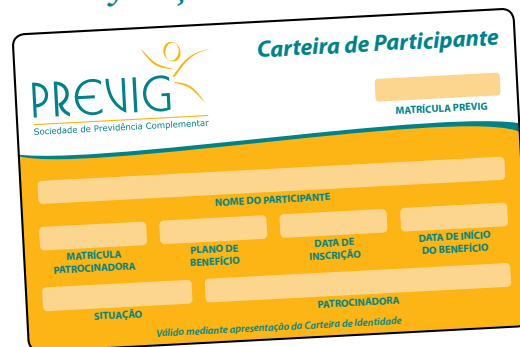 Carteira de Participante
PREVIG
Sociedade de Previdência Complementar
MATRÍCULA PREVIG
NOME DO PARTICIPANTE
MATRÍCULA
PATROCINADORA
PLANO DE
BENEFÍCIO
DATA DE
INSCRIÇÃO
DATA DE INÍCIO
DO BENEFÍCIO
SITUAÇÃO
PATROCINADORA
Válido mediante apresentação da Carteira de Identidade